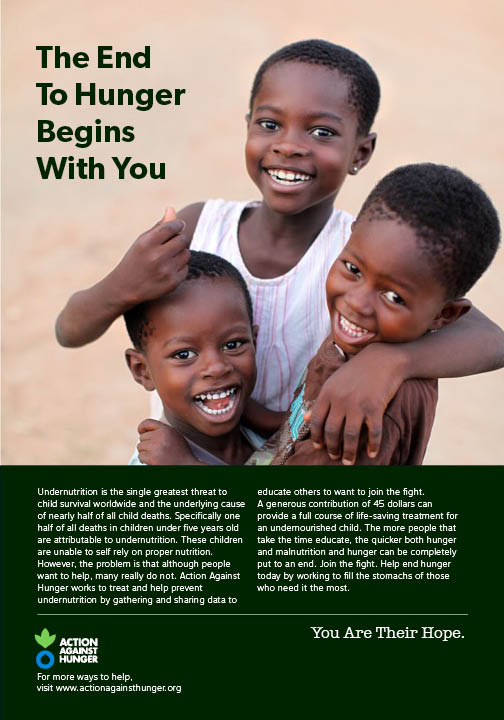 The End
To Hunger
Begins
With You
Undernutrition is the single greatest threat to
child survival worldwide and the underlying cause
of nearly half of all child deaths. Specifically one
half of all deaths in children under five years old
are attributable to undernutrition. These children
are unable to self rely on proper nutrition.
However, the problem is that although people
want to help, many really do not. Action Against
Hunger works to treat and help prevent
undernutrition by gathering and sharing data to
educate others to want to join the fight.
A generous contribution of 45 dollars can
provide a full course of life-saving treatment for
an undernourished child. The more people that
take the time educate, the quicker both hunger
and malnutrition and hunger can be completely
put to an end. Join the fight. Help end hunger
today by working to fill the stomachs of those
who need it the most.
You Are Their Hope.
ACTION
AGAINST
HUNGER
For more ways to help,
visit www.actionagainsthunger.org